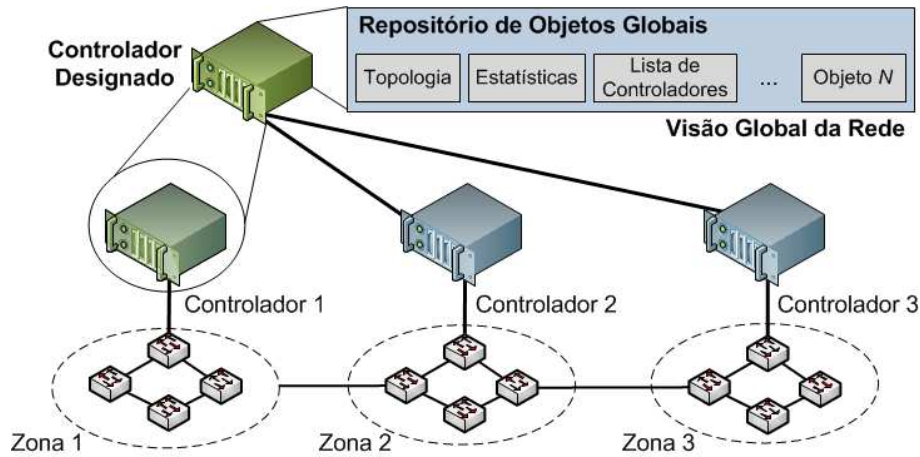 Controlador
Designado
Repositório de Objetos Globais
Topologia
Estatísticas
Lista de
Controladores
...
Objeto N
Visão Global da Rede
Controlador 1
Controlador 2
Controlador 3
Zona 1
Zona 2
Zona 3